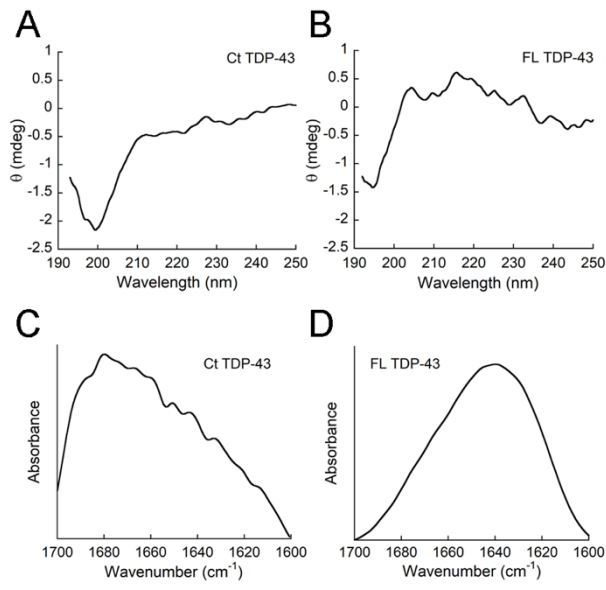 A
Ct TDP-43
1
0.5
0
-0.5
-1
-1.5
-2
-2.5
θ (mdeg)
190 200 210 220 230 240 250
Wavelength (nm)
B
FL TDP-43
1
0.5
0
-0.5
-1
-1.5
-2
-2.5
θ (mdeg)
190 200 210 220 230 240 250
Wavelength (nm)
C
Ct TDP-43
Absorbance
1700 1680 1660 1640 1620 1600
Wavenumber (cm⁻¹)
D
FL TDP-43
Absorbance
1700 1680 1660 1640 1620 1600
Wavenumber (cm⁻¹)